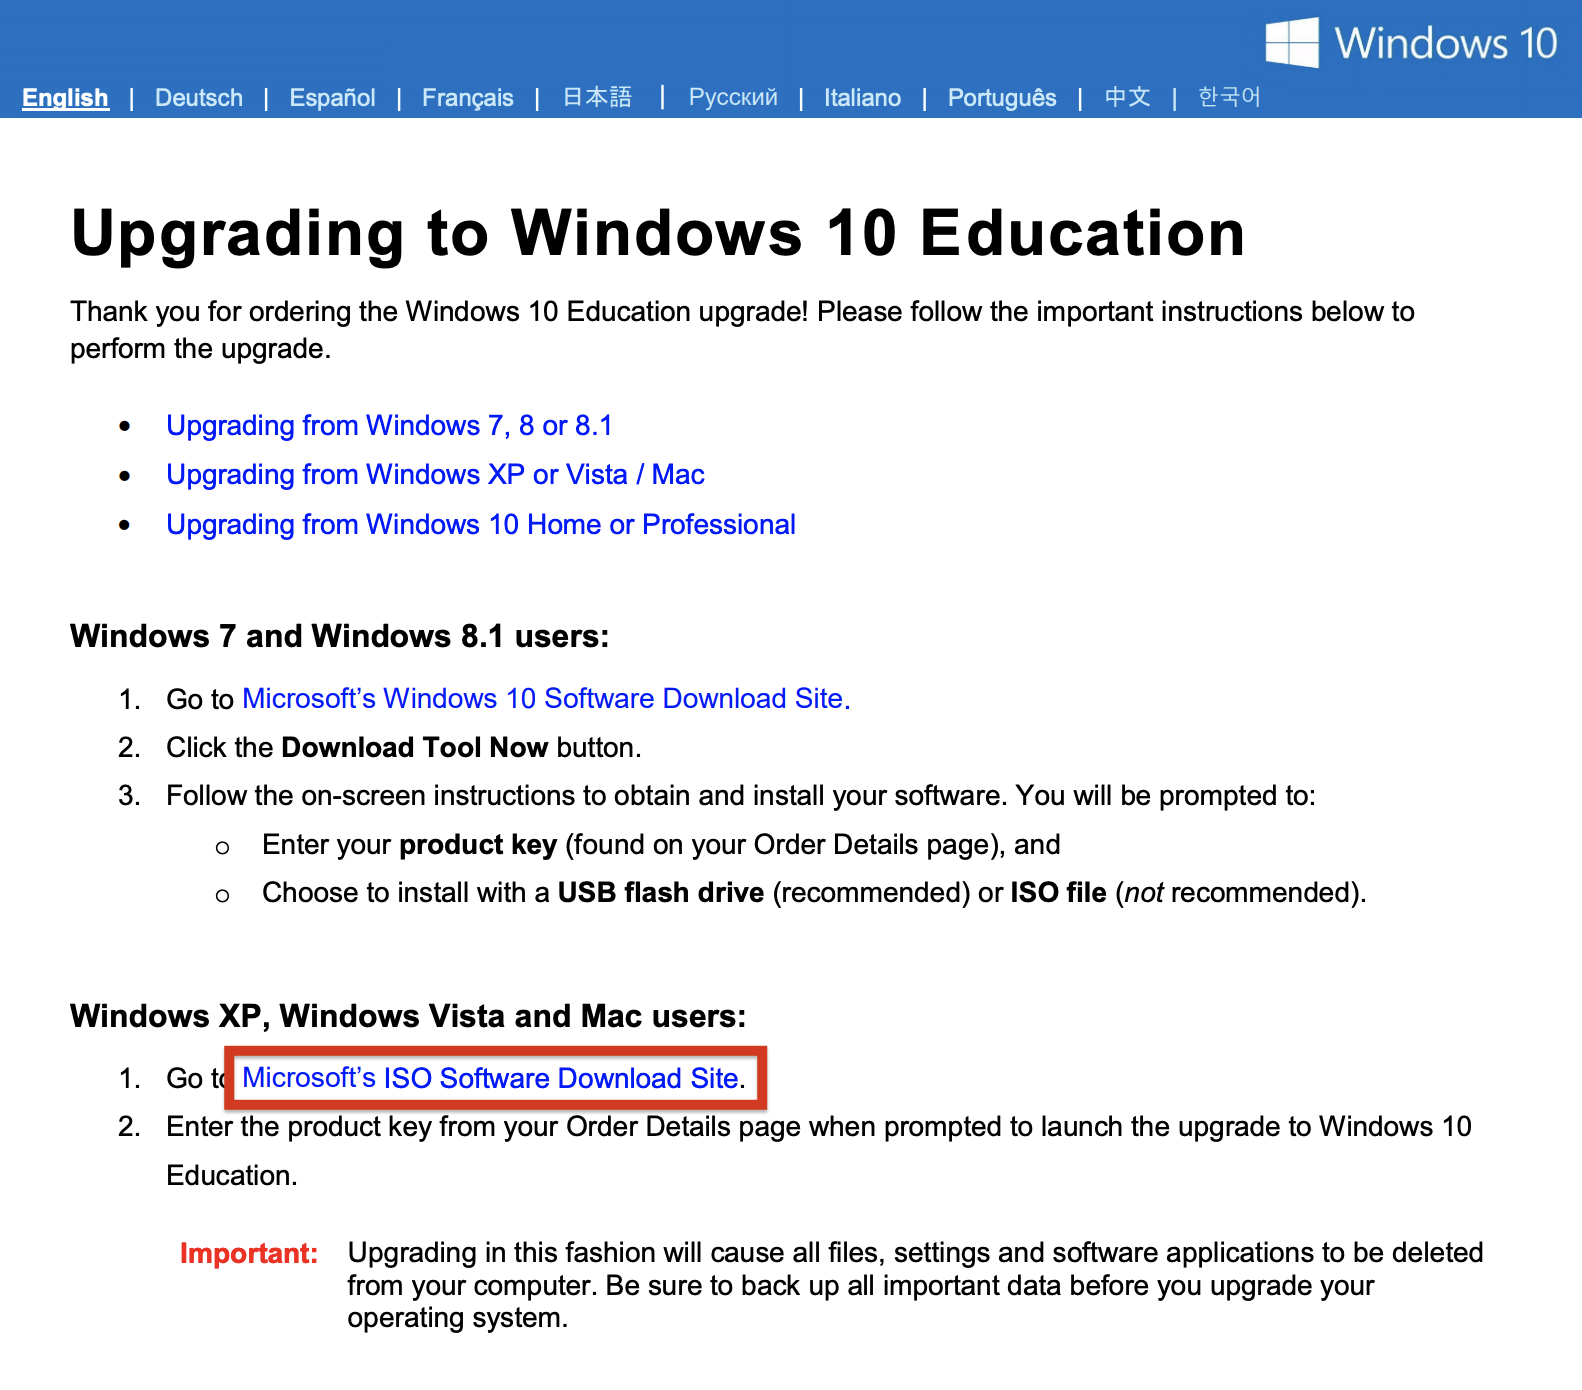 Windows 10
English | Deutsch | Español | Français | 日本語 | Русский | Italiano | Português | 中文 | 한국어
Upgrading to Windows 10 Education
Thank you for ordering the Windows 10 Education upgrade! Please follow the important instructions below to
perform the upgrade.
• Upgrading from Windows 7, 8 or 8.1
• Upgrading from Windows XP or Vista / Mac
• Upgrading from Windows 10 Home or Professional
Windows 7 and Windows 8.1 users:
1. Go to Microsoft’s Windows 10 Software Download Site.
2. Click the Download Tool Now button.
3. Follow the on-screen instructions to obtain and install your software. You will be prompted to:
o Enter your product key (found on your Order Details page), and
o Choose to install with a USB flash drive (recommended) or ISO file (not recommended).
Windows XP, Windows Vista and Mac users:
1. Go to Microsoft’s ISO Software Download Site.
2. Enter the product key from your Order Details page when prompted to launch the upgrade to Windows 10
Education.
Important: Upgrading in this fashion will cause all files, settings and software applications to be deleted
from your computer. Be sure to back up all important data before you upgrade your
operating system.